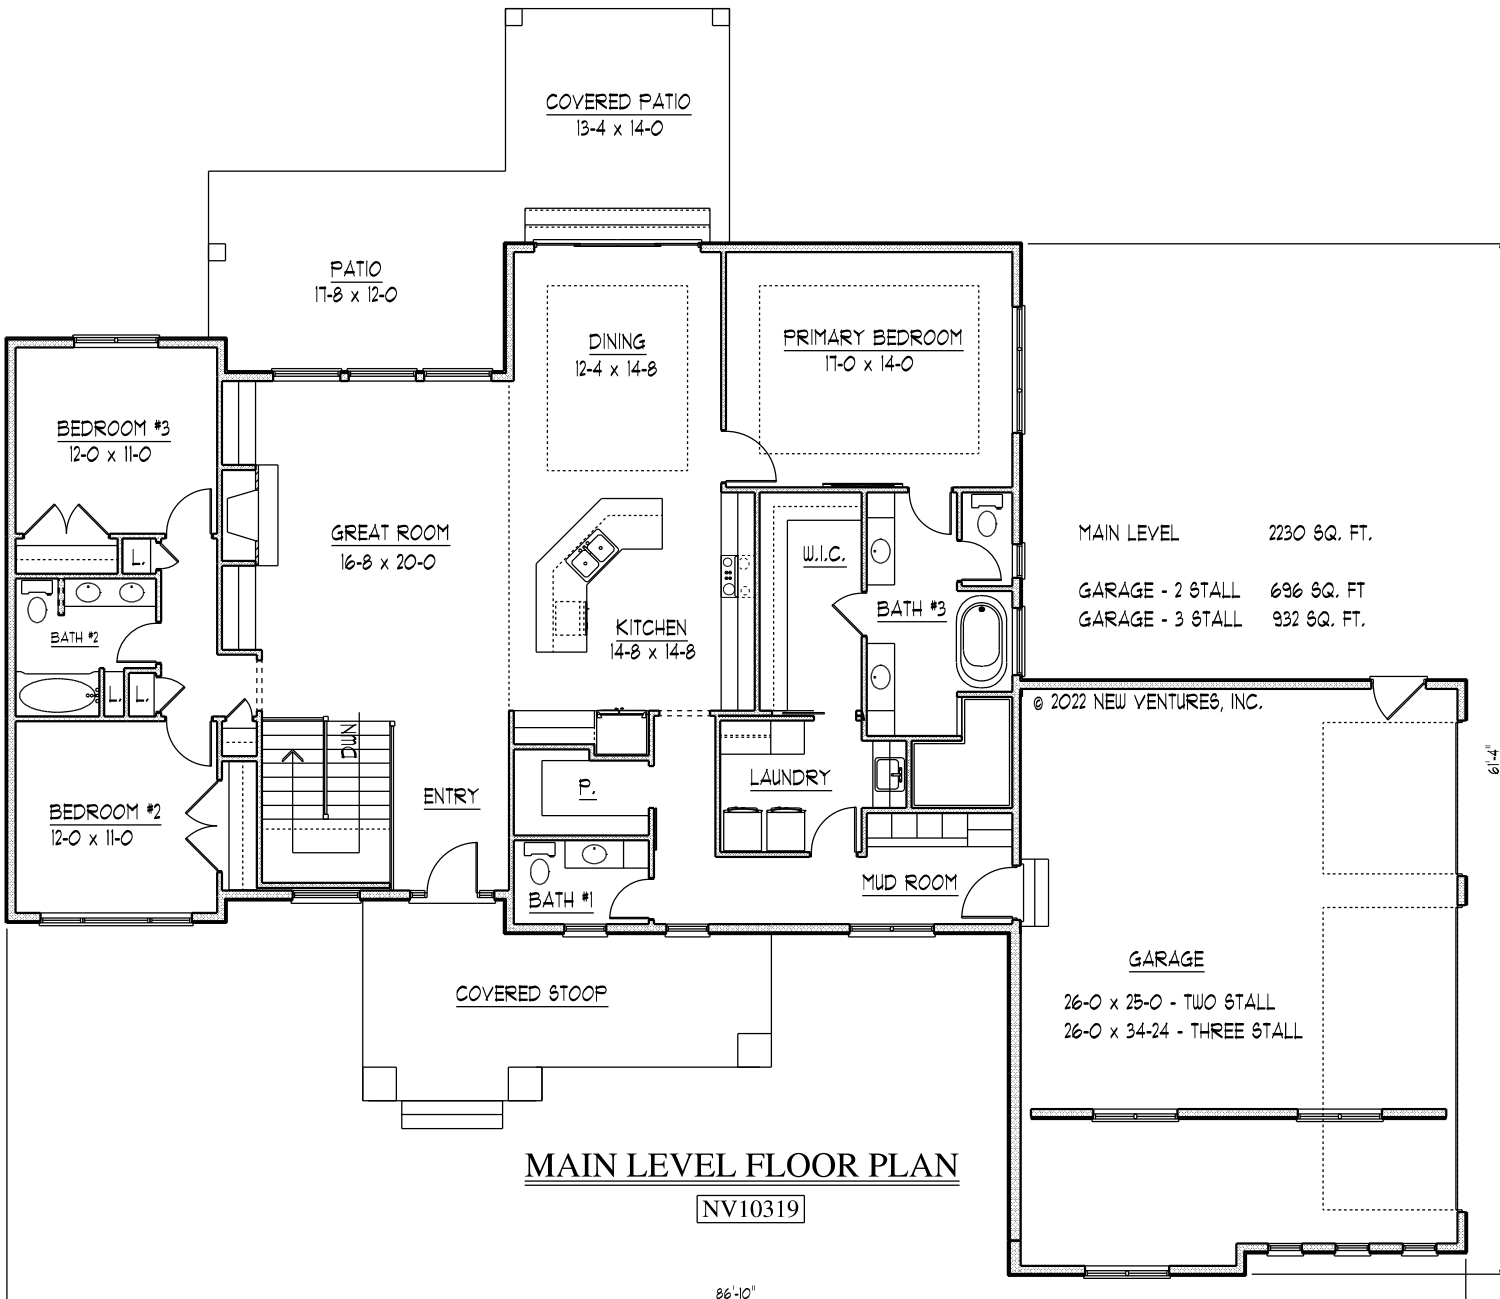 COVERED PATIO
13-4 x 14-0
PATIO
17-8 x 12-0
DINING
12-4 x 14-8
PRIMARY BEDROOM
17-0 x 14-0
BEDROOM #3
12-0 x 11-0
GREAT ROOM
16-8 x 20-0
MAIN LEVEL 2230 SQ. FT.
GARAGE - 2 STALL 696 SQ. FT
GARAGE - 3 STALL 932 SQ. FT.
L.
W.I.C.
BATH #3
BATH #2
KITCHEN
14-8 x 14-8
L.
L.
© 2022 NEW VENTURES, INC.
DWN
61'-4"
LAUNDRY
P.
ENTRY
BEDROOM #2
12-0 x 11-0
MUD ROOM
BATH #1
GARAGE
26-0 x 25-0 - TWO STALL
26-0 x 34-24 - THREE STALL
COVERED STOOP
MAIN LEVEL FLOOR PLAN
NV10319
86'-10"